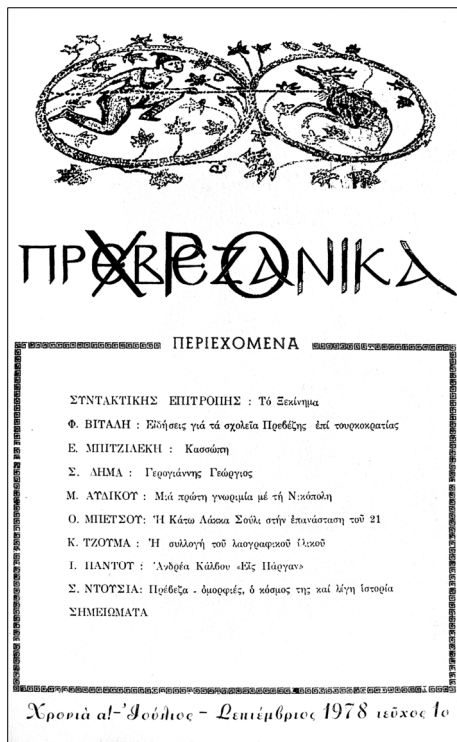 ΠΡΕΒΕΖΑΝΙΚΑ
ΧΡΟ
ΠΕΡΙΕΧΟΜΕΝΑ
ΣΥΝΤΑΚΤΙΚΗΣ ΕΠΙΤΡΟΠΗΣ : Τό Ξεκίνημα
Φ. ΒΙΤΑΛΗ : Εἰδήσεις γιά τά σχολεῖα Πρεβέζης ἐπί τουρκοκρατίας
Ε. ΜΠΙΤΖΙΛΕΚΗ : Κασσώπη
Σ. ΔΗΜΑ : Γερογιάννης Γεώργιος
Μ. ΑΥΔΙΚΟΥ : Μιά πρώτη γνωριμία μέ τή Νικόπολη
Ο. ΜΠΕΤΣΟΥ: Ἡ Κάτω Λάκκα Σούλι στήν ἐπανάσταση τοῦ 21
Κ. ΤΖΟΥΜΑ : Ἡ συλλογή τοῦ λαογραφικοῦ ὑλικοῦ
Ι. ΠΑΝΤΟΥ : Ἀνδρέα Κάλβου «Εἰς Πάργαν»
Σ. ΝΤΟΥΣΙΑ: Πρέβεζα - ὀμορφιές, ὁ κόσμος της καί λίγη ἱστορία
ΣΗΜΕΙΩΜΑΤΑ
Χρονιά α!-Ἰούλιος - Σεπτέμβριος 1978 τεῦχος 1ο